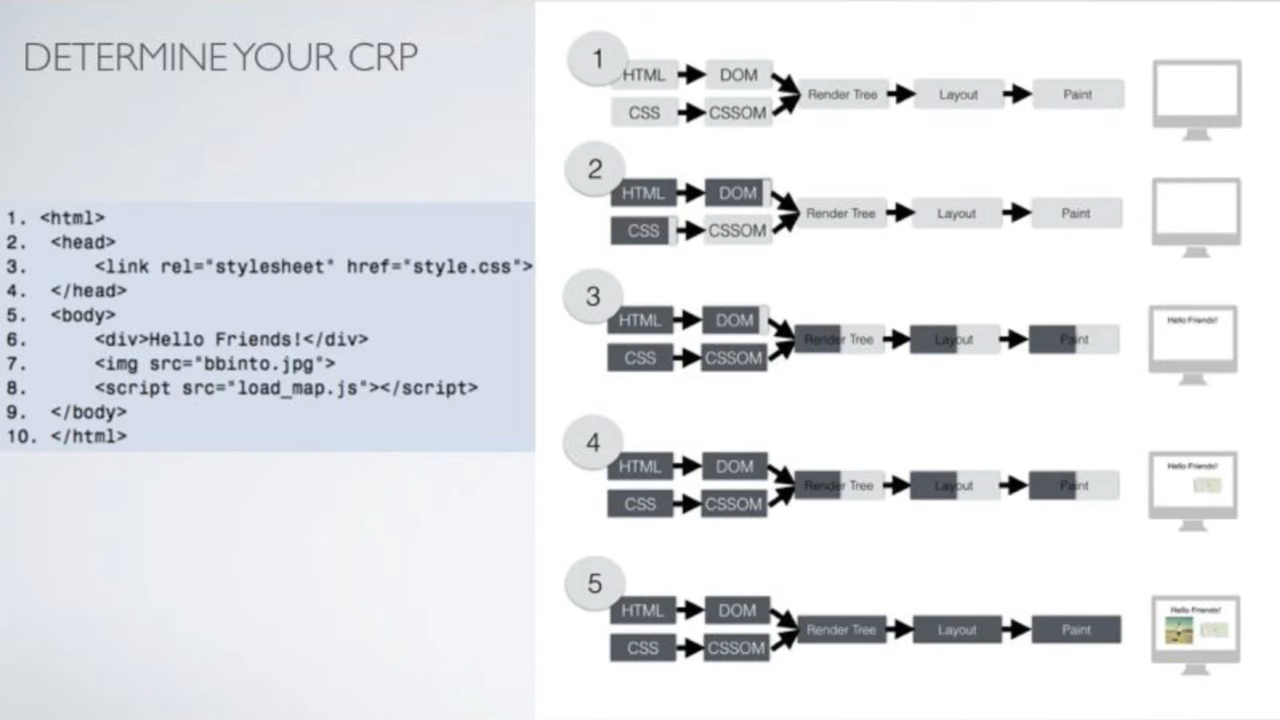 DETERMINE YOUR CRP
1. <html>
2. <head>
3. <link rel="stylesheet" href="style.css">
4. </head>
5. <body>
6. <div>Hello Friends!</div>
7. <img src="bbinto.jpg">
8. <script src="load_map.js"></script>
9. </body>
10. </html>
1
HTML DOM
Render Tree Layout Paint
CSS CSSOM
2
HTML DOM
Render Tree Layout Paint
CSS CSSOM
3
HTML DOM
Render Tree Layout Paint
CSS CSSOM
Hello Friends!
4
HTML DOM
Render Tree Layout Paint
CSS CSSOM
Hello Friends!
5
HTML DOM
Render Tree Layout Paint
CSS CSSOM
Hello Friends!